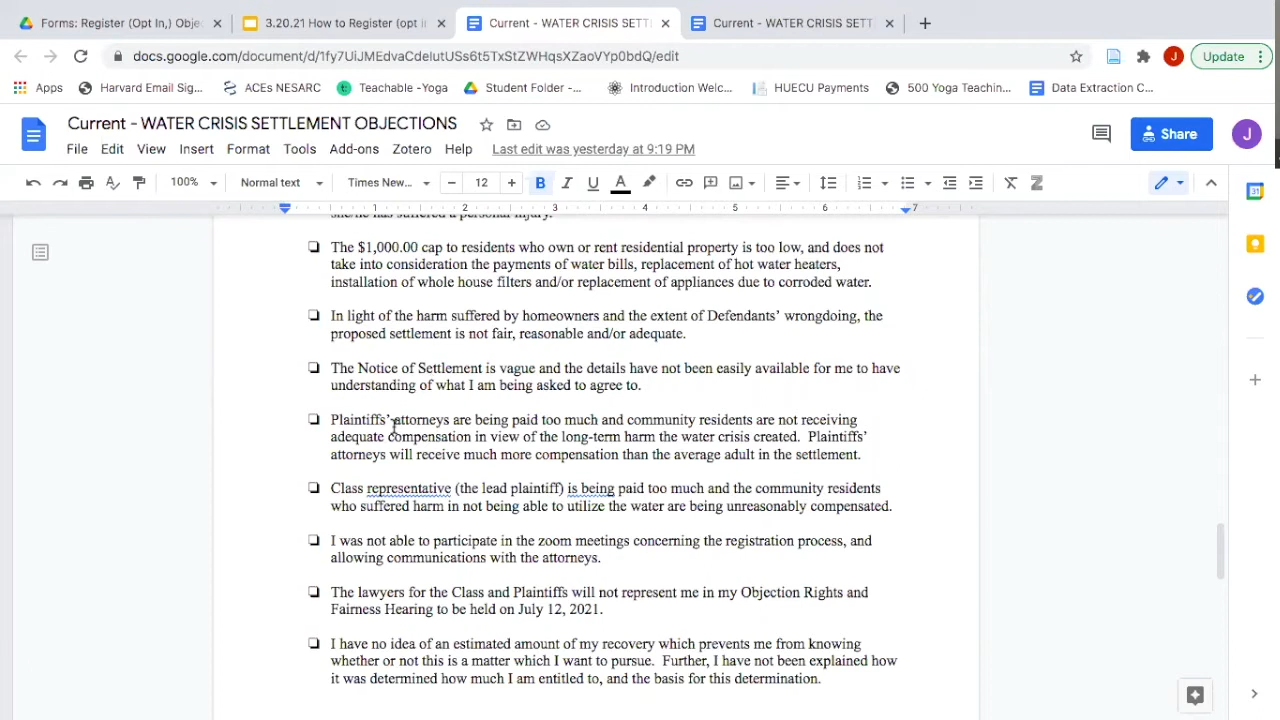 Forms: Register (Opt In,) Objec
3.20.21 How to Register (opt i
Current - WATER CRISIS SETT
Current - WATER CRISIS SETT
docs.google.com/document/d/1fy7UiJMEdvaCdeIutUSs6t5TxStZWHqsXZaoVYp0bdQ/edit
J
Update
Apps
Harvard Email Sig...
ACEs NESARC
Teachable -Yoga
Student Folder -...
Introduction Welc...
HUECU Payments
500 Yoga Teachin...
Data Extraction C...
Current - WATER CRISIS SETTLEMENT OBJECTIONS
Share
J
File Edit View Insert Format Tools Add-ons Zotero Help Last edit was yesterday at 9:19 PM
100% Normal text Times New... 12 B I U A Z
1 2 3 4 5 6 7
31
she/he has suffered a personal injury.
The $1,000.00 cap to residents who own or rent residential property is too low, and does not
take into consideration the payments of water bills, replacement of hot water heaters,
installation of whole house filters and/or replacement of appliances due to corroded water.
In light of the harm suffered by homeowners and the extent of Defendants’ wrongdoing, the
proposed settlement is not fair, reasonable and/or adequate.
The Notice of Settlement is vague and the details have not been easily available for me to have
understanding of what I am being asked to agree to.
Plaintiffs’ attorneys are being paid too much and community residents are not receiving
adequate compensation in view of the long-term harm the water crisis created. Plaintiffs’
attorneys will receive much more compensation than the average adult in the settlement.
Class representative (the lead plaintiff) is being paid too much and the community residents
who suffered harm in not being able to utilize the water are being unreasonably compensated.
I was not able to participate in the zoom meetings concerning the registration process, and
allowing communications with the attorneys.
The lawyers for the Class and Plaintiffs will not represent me in my Objection Rights and
Fairness Hearing to be held on July 12, 2021.
I have no idea of an estimated amount of my recovery which prevents me from knowing
whether or not this is a matter which I want to pursue. Further, I have not been explained how
it was determined how much I am entitled to, and the basis for this determination.